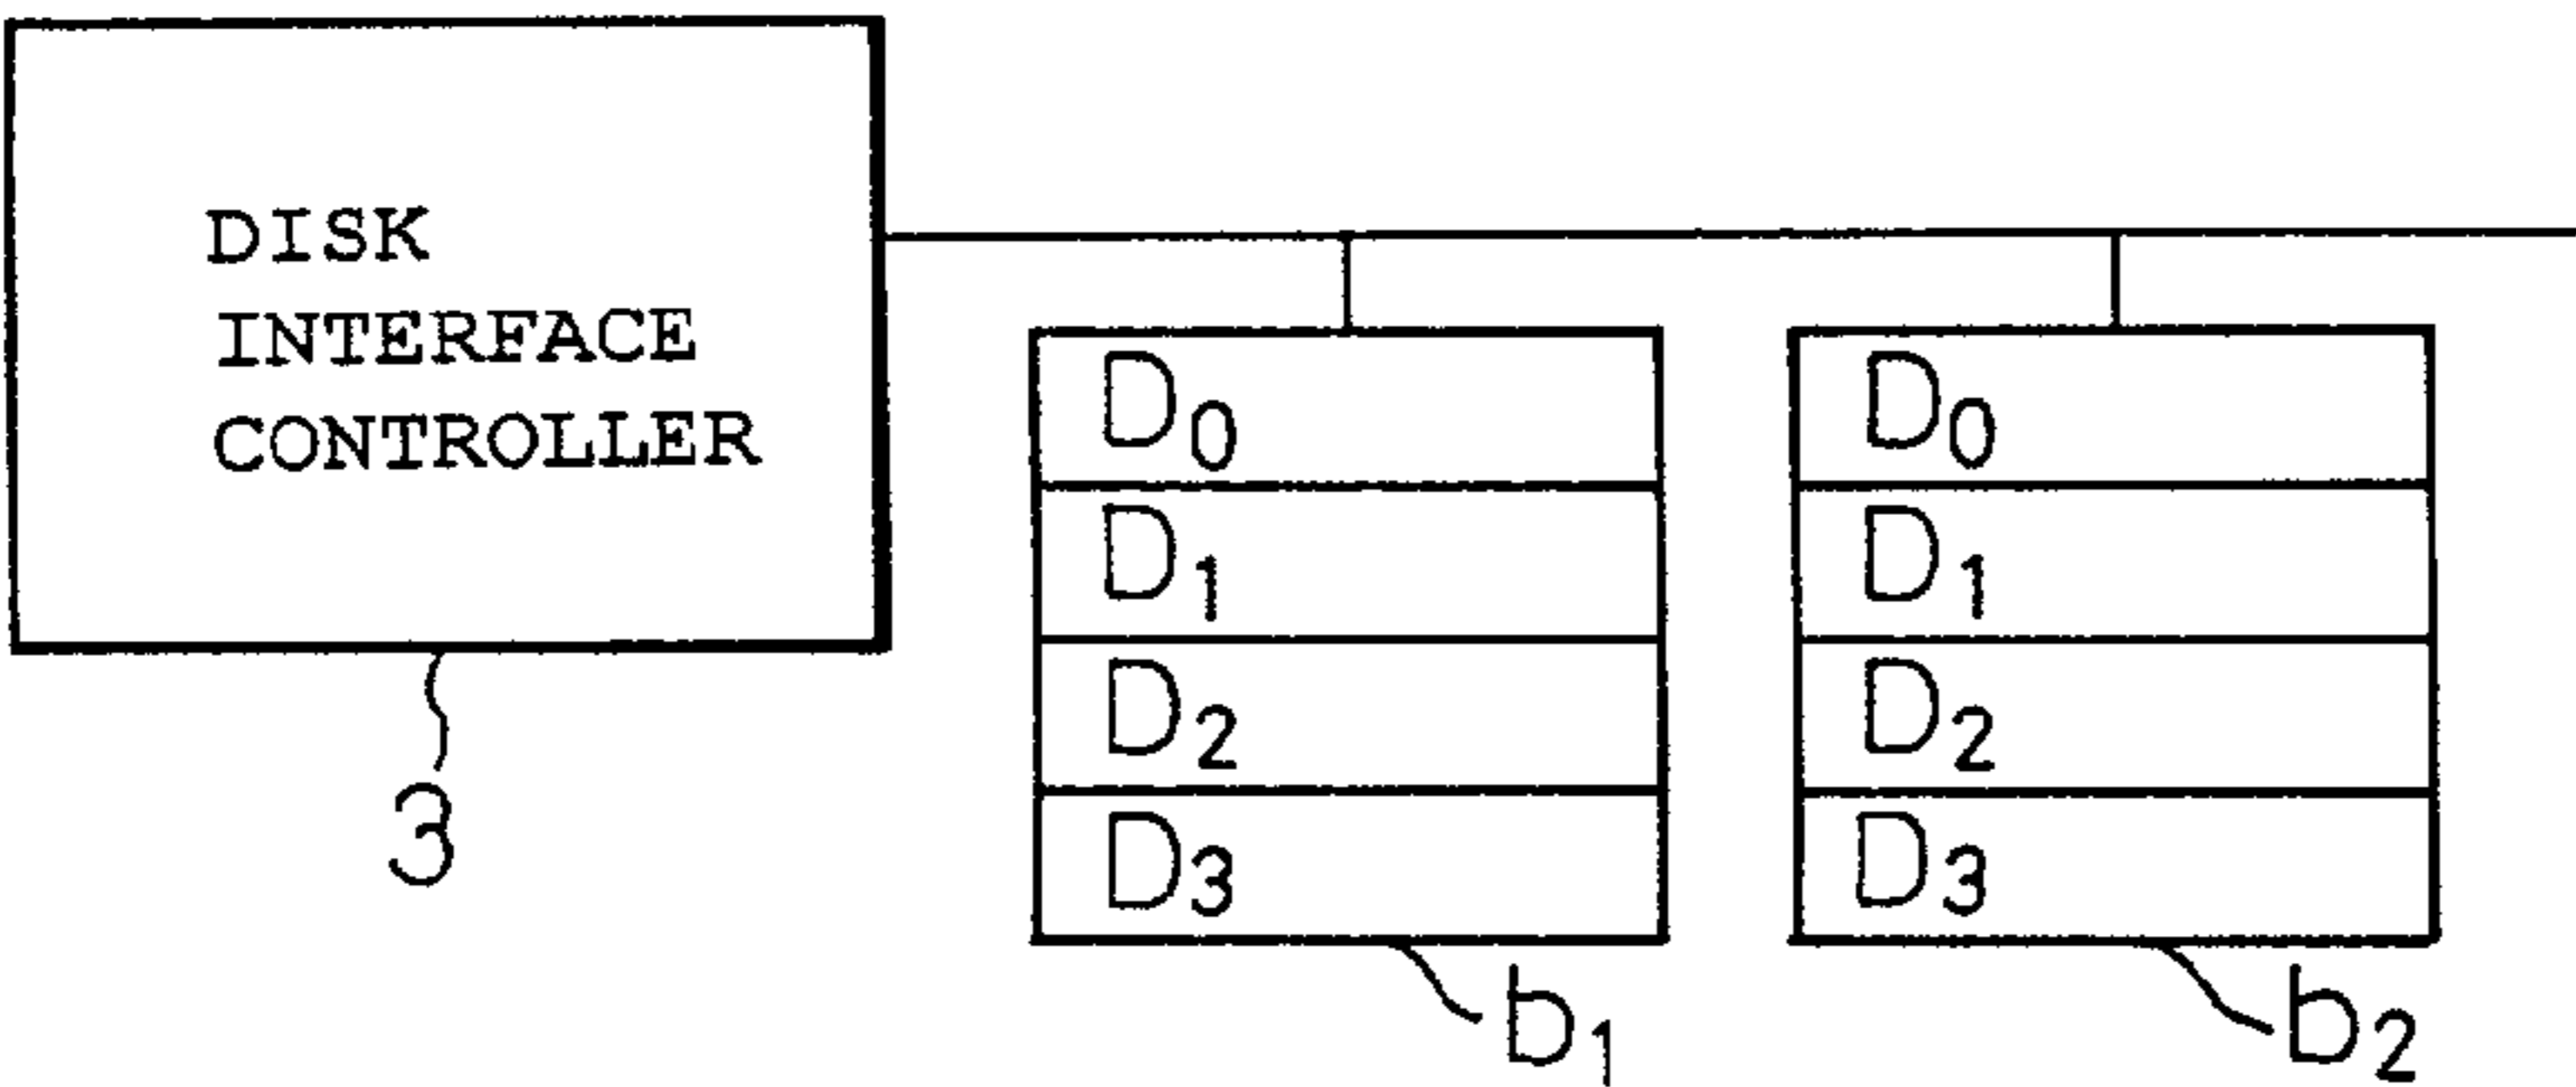 DISK
INTERFACE
CONTROLLER
3
D₀
D₁
D₂
D₃
b₁
D₀
D₁
D₂
D₃
b₂